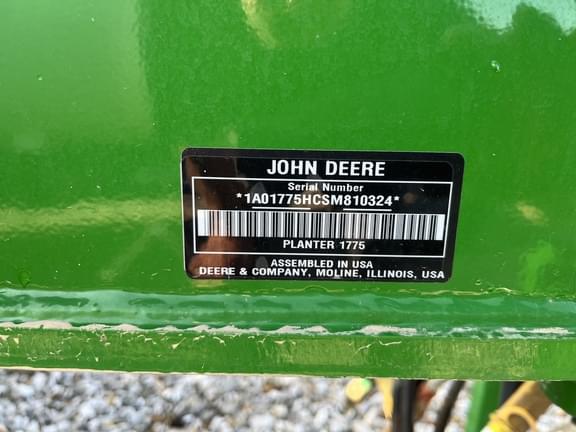 JOHN DEERE
Serial Number
*1A01775HCSM810324*
PLANTER 1775
ASSEMBLED IN USA
DEERE & COMPANY, MOLINE, ILLINOIS, USA